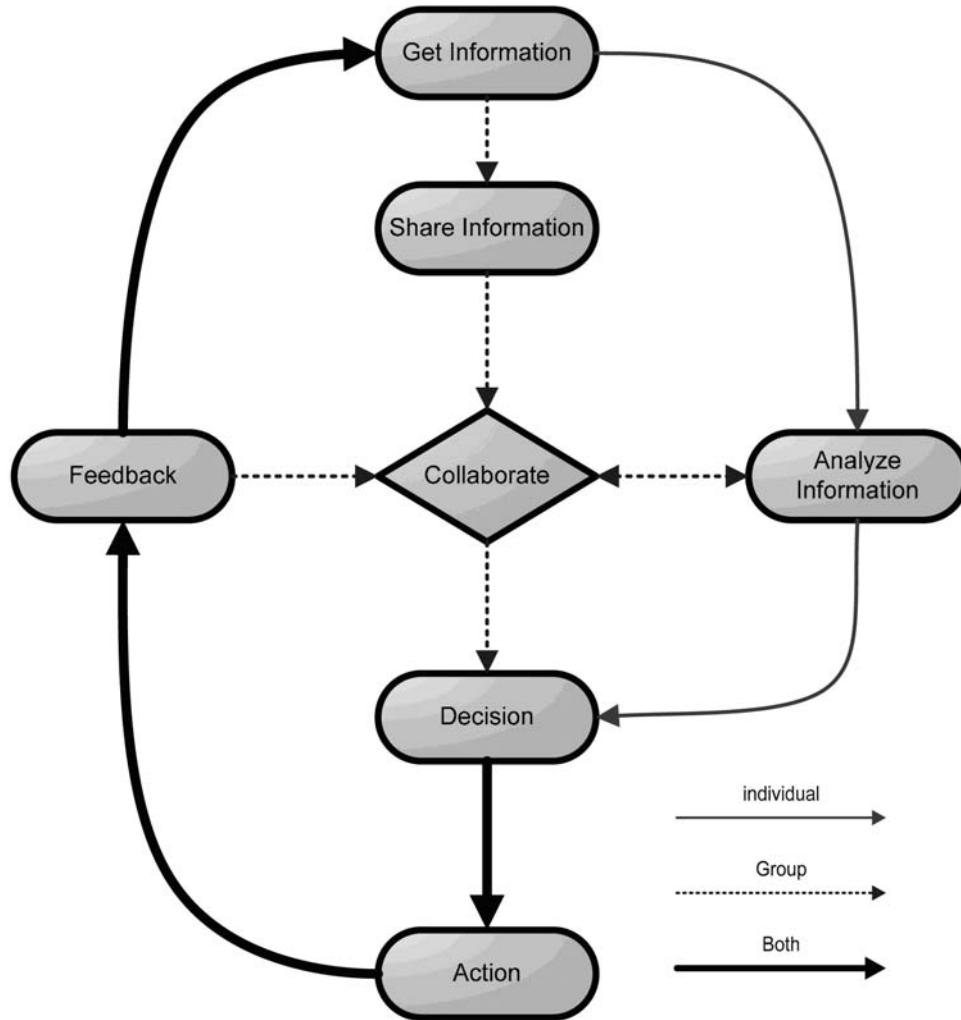 Get Information
Share Information
Feedback
Collaborate
Analyze
Information
Decision
individual
Group
Both
Action